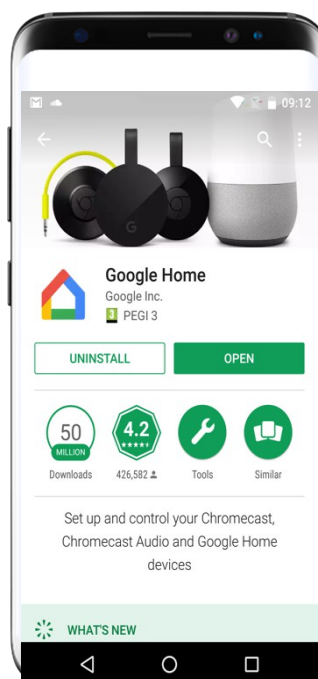 09:12
Google Home
Google Inc.
3 PEGI 3
UNINSTALL
OPEN
50
MILLION
4.2
Downloads
426,582
Tools
Similar
Set up and control your Chromecast,
Chromecast Audio and Google Home
devices
WHAT'S NEW